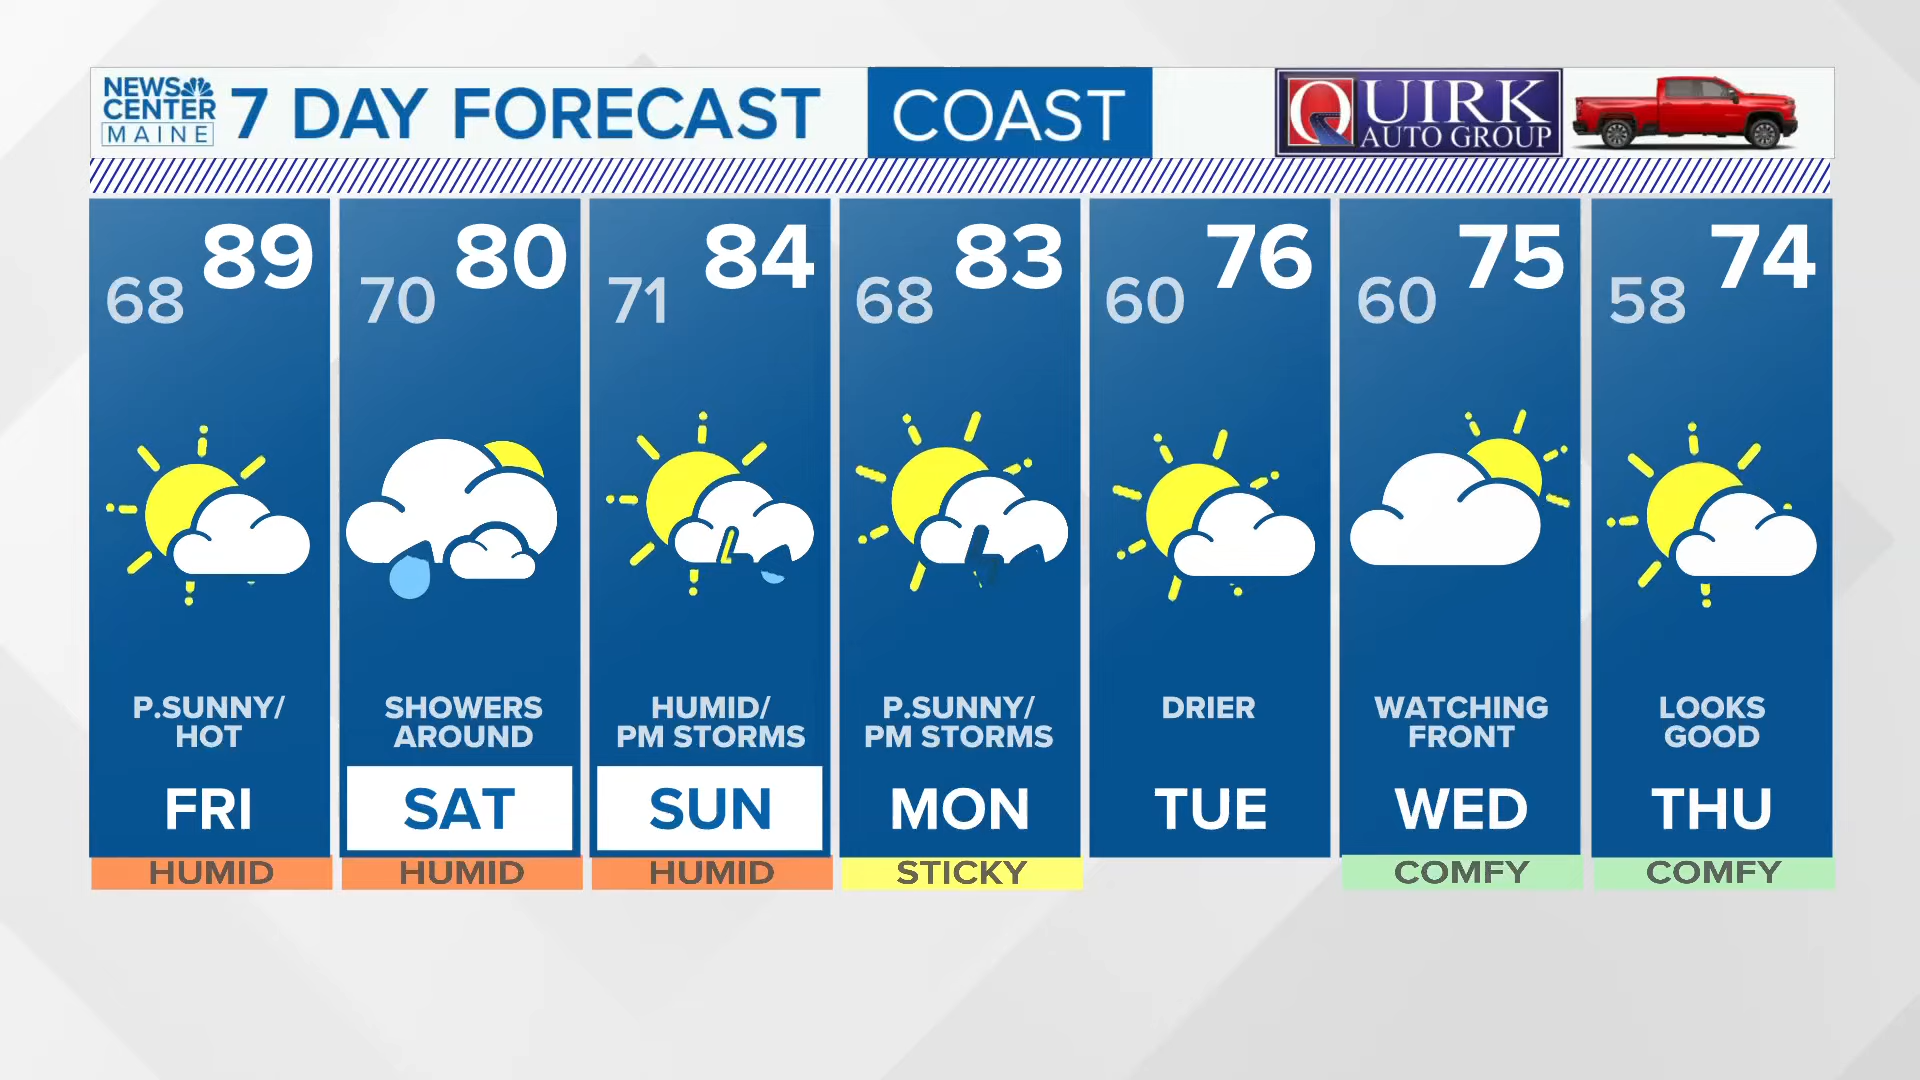 NEWS
CENTER
MAINE
7 DAY FORECAST
COAST
QUIRK
AUTO GROUP
68 89
70 80
71 84
68 83
60 76
60 75
58 74
P.SUNNY/
HOT
SHOWERS
AROUND
HUMID/
PM STORMS
P.SUNNY/
PM STORMS
DRIER
WATCHING
FRONT
LOOKS
GOOD
FRI
SAT
SUN
MON
TUE
WED
THU
HUMID
HUMID
HUMID
STICKY
COMFY
COMFY